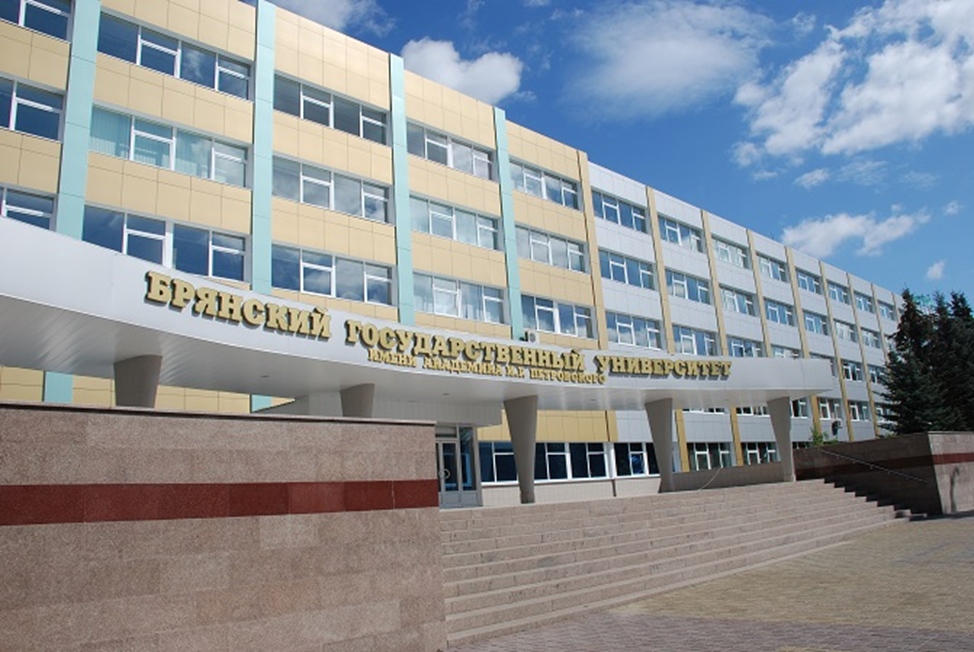 БРЯНСКИЙ ГОСУДАРСТВЕННЫЙ УНИВЕРСИТЕТ
ИМЕНИ АКАДЕМИКА И.Г. ПЕТРОВСКОГО